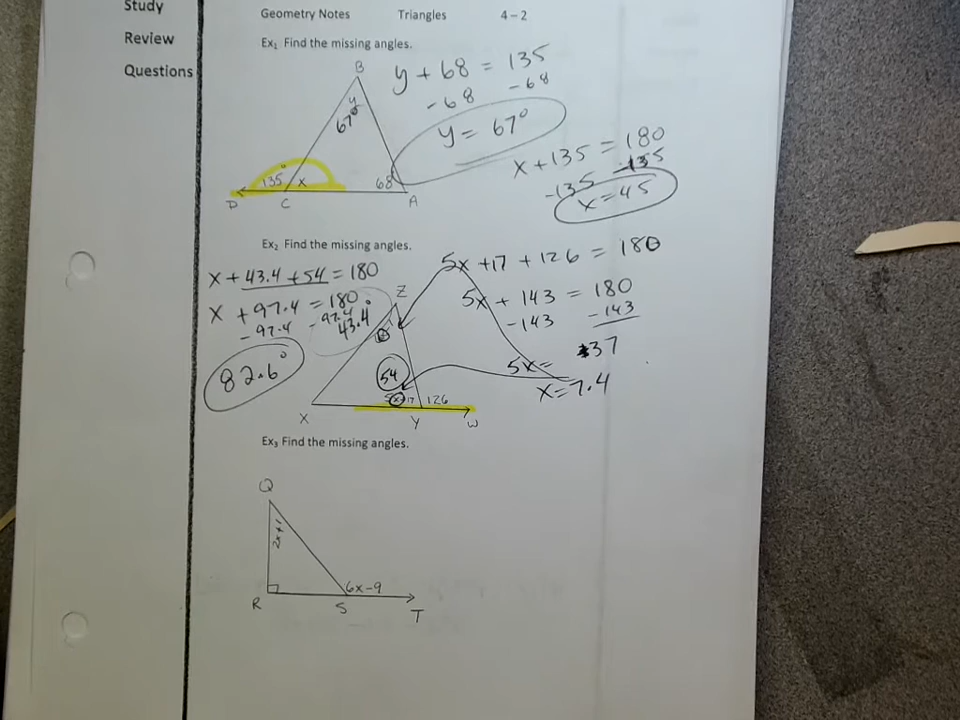 Study
Review
Questions
Geometry Notes Triangles 4-2
Ex1 Find the missing angles.
B
y
67°
135°
x
68
D
C
A
y + 68 = 135
-68 -68
y = 67°
x + 135 = 180
-135 -135
x = 45
Ex2 Find the missing angles.
x + 43.4 + 54 = 180
x + 97.4 = 180
-97.4 -97.4
82.6°
43.4°
Z
54
126
X
Y
W
5x + 17 + 126 = 180
5x + 143 = 180
-143 -143
5x = 37
x = 7.4
Ex3 Find the missing angles.
Q
2x+1
6x-9
R
S
T